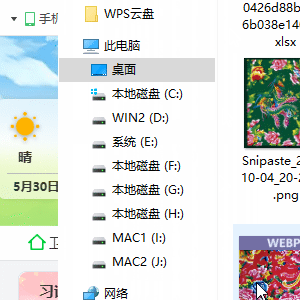 手机
晴
5月30日
WPS云盘
此电脑
桌面
本地磁盘 (C:)
WIN2 (D:)
系统 (E:)
本地磁盘 (F:)
本地磁盘 (G:)
本地磁盘 (H:)
MAC1 (I:)
MAC2 (J:)
网络
0426d88b
6b038e14
xlsx
Snipaste_2
10-04_20-2
.png
WEBP